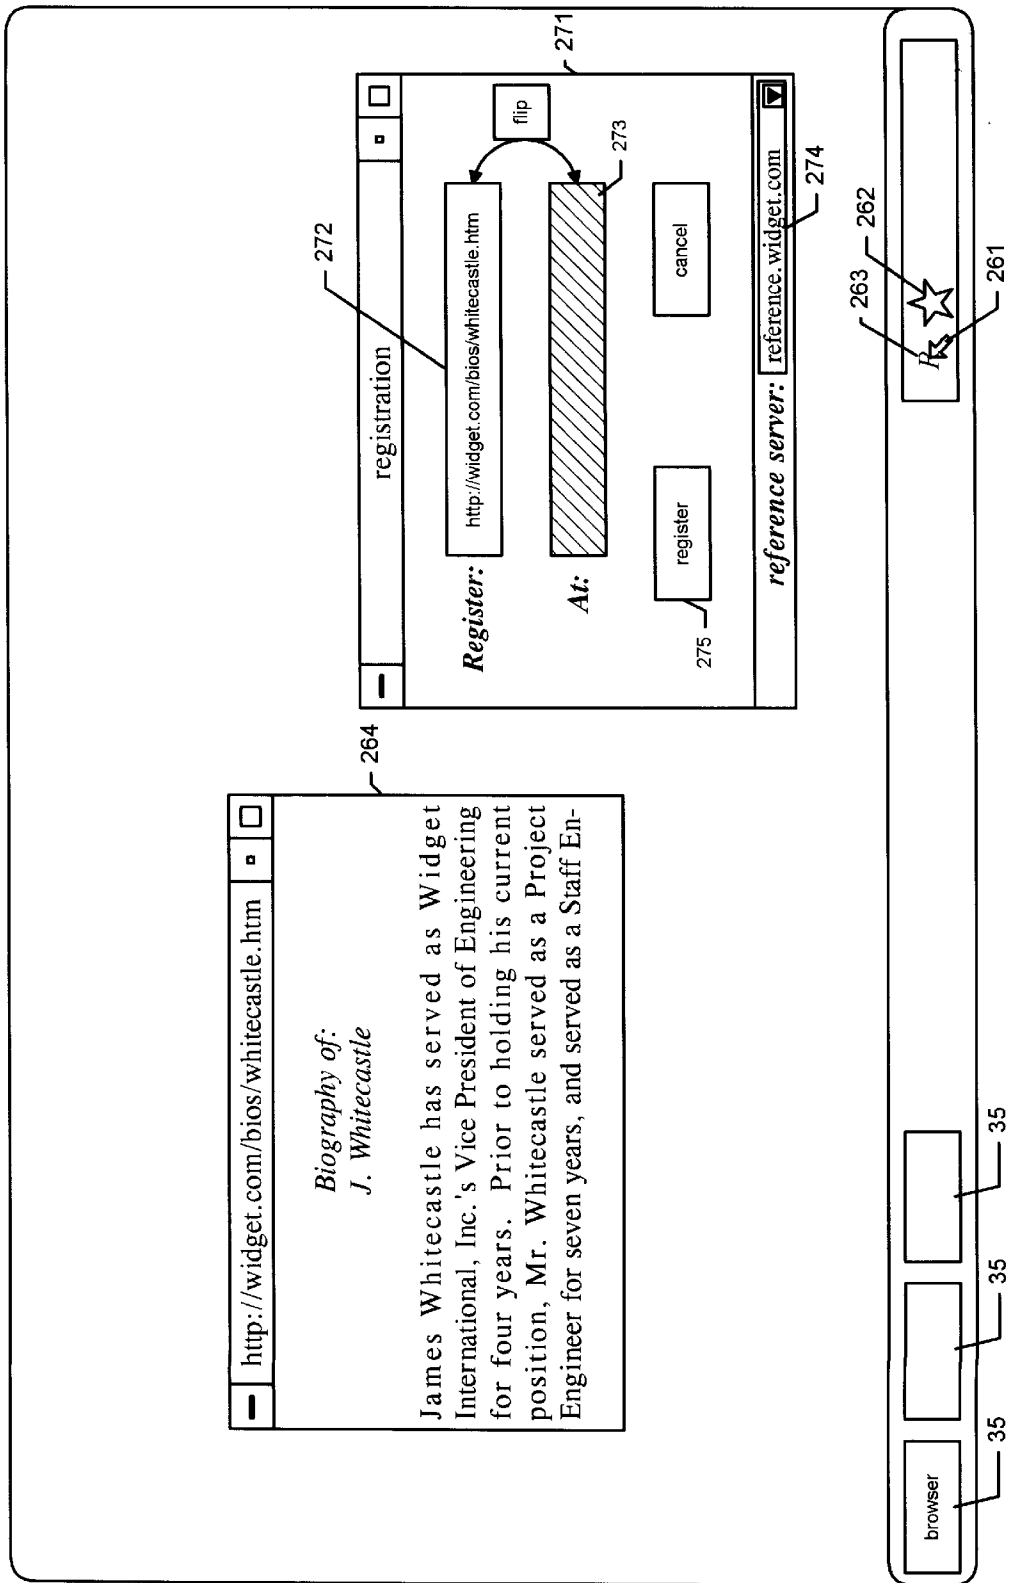 http://widget.com/bios/whitecastle.htm
Biography of:
J. Whitecastle
James Whitecastle has served as Widget
International, Inc.'s Vice President of Engineering
for four years. Prior to holding his current
position, Mr. Whitecastle served as a Project
Engineer for seven years, and served as a Staff En-
264
registration
272
Register:
http://widget.com/bios/whitecastle.htm
flip
At:
273
register
cancel
275
reference server:
reference.widget.com
274
271
browser
35
35
35
R
263
262
261